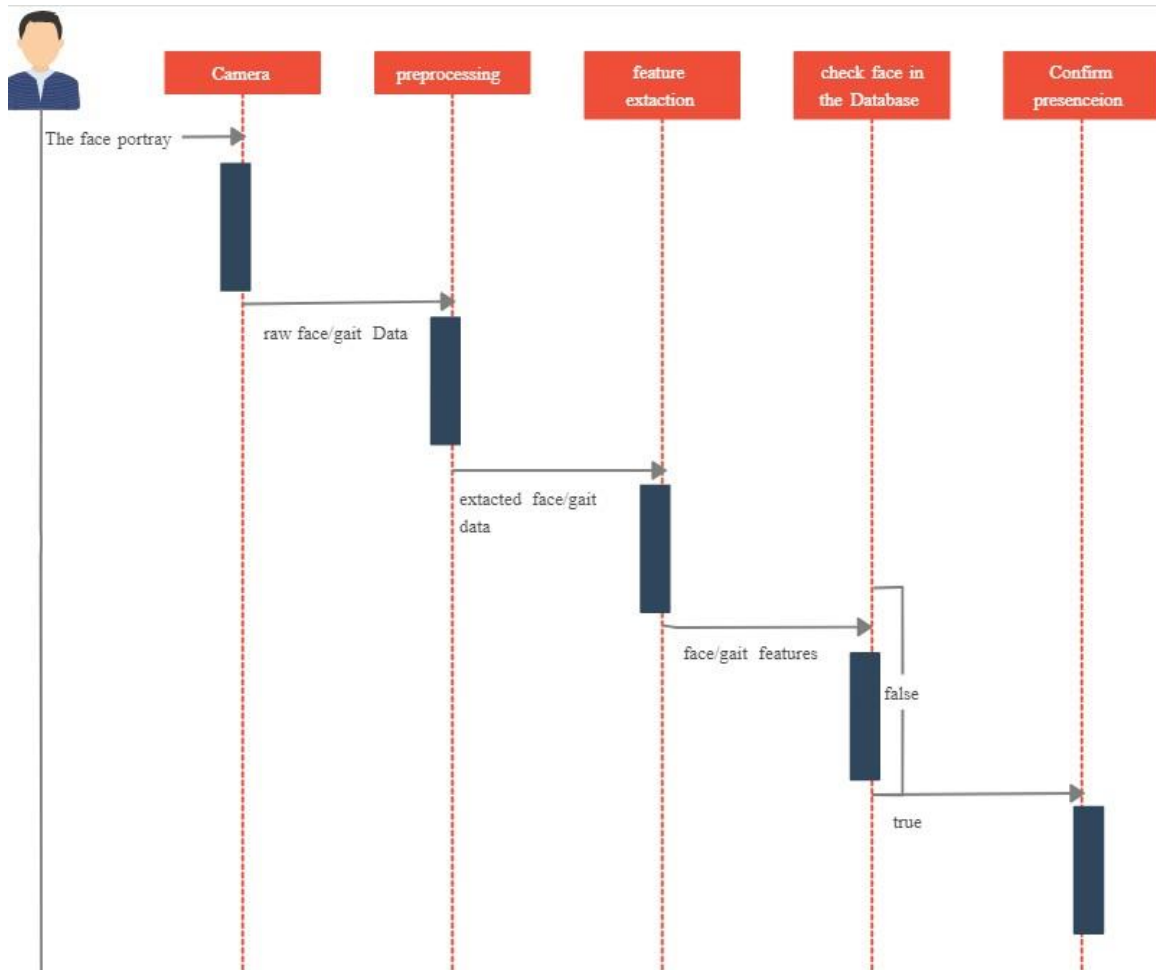 Camera
preprocessing
feature
extaction
check face in
the Database
Confirm
presenceion
The face portray
raw face/gait Data
extacted face/gait
data
face/gait features
false
true